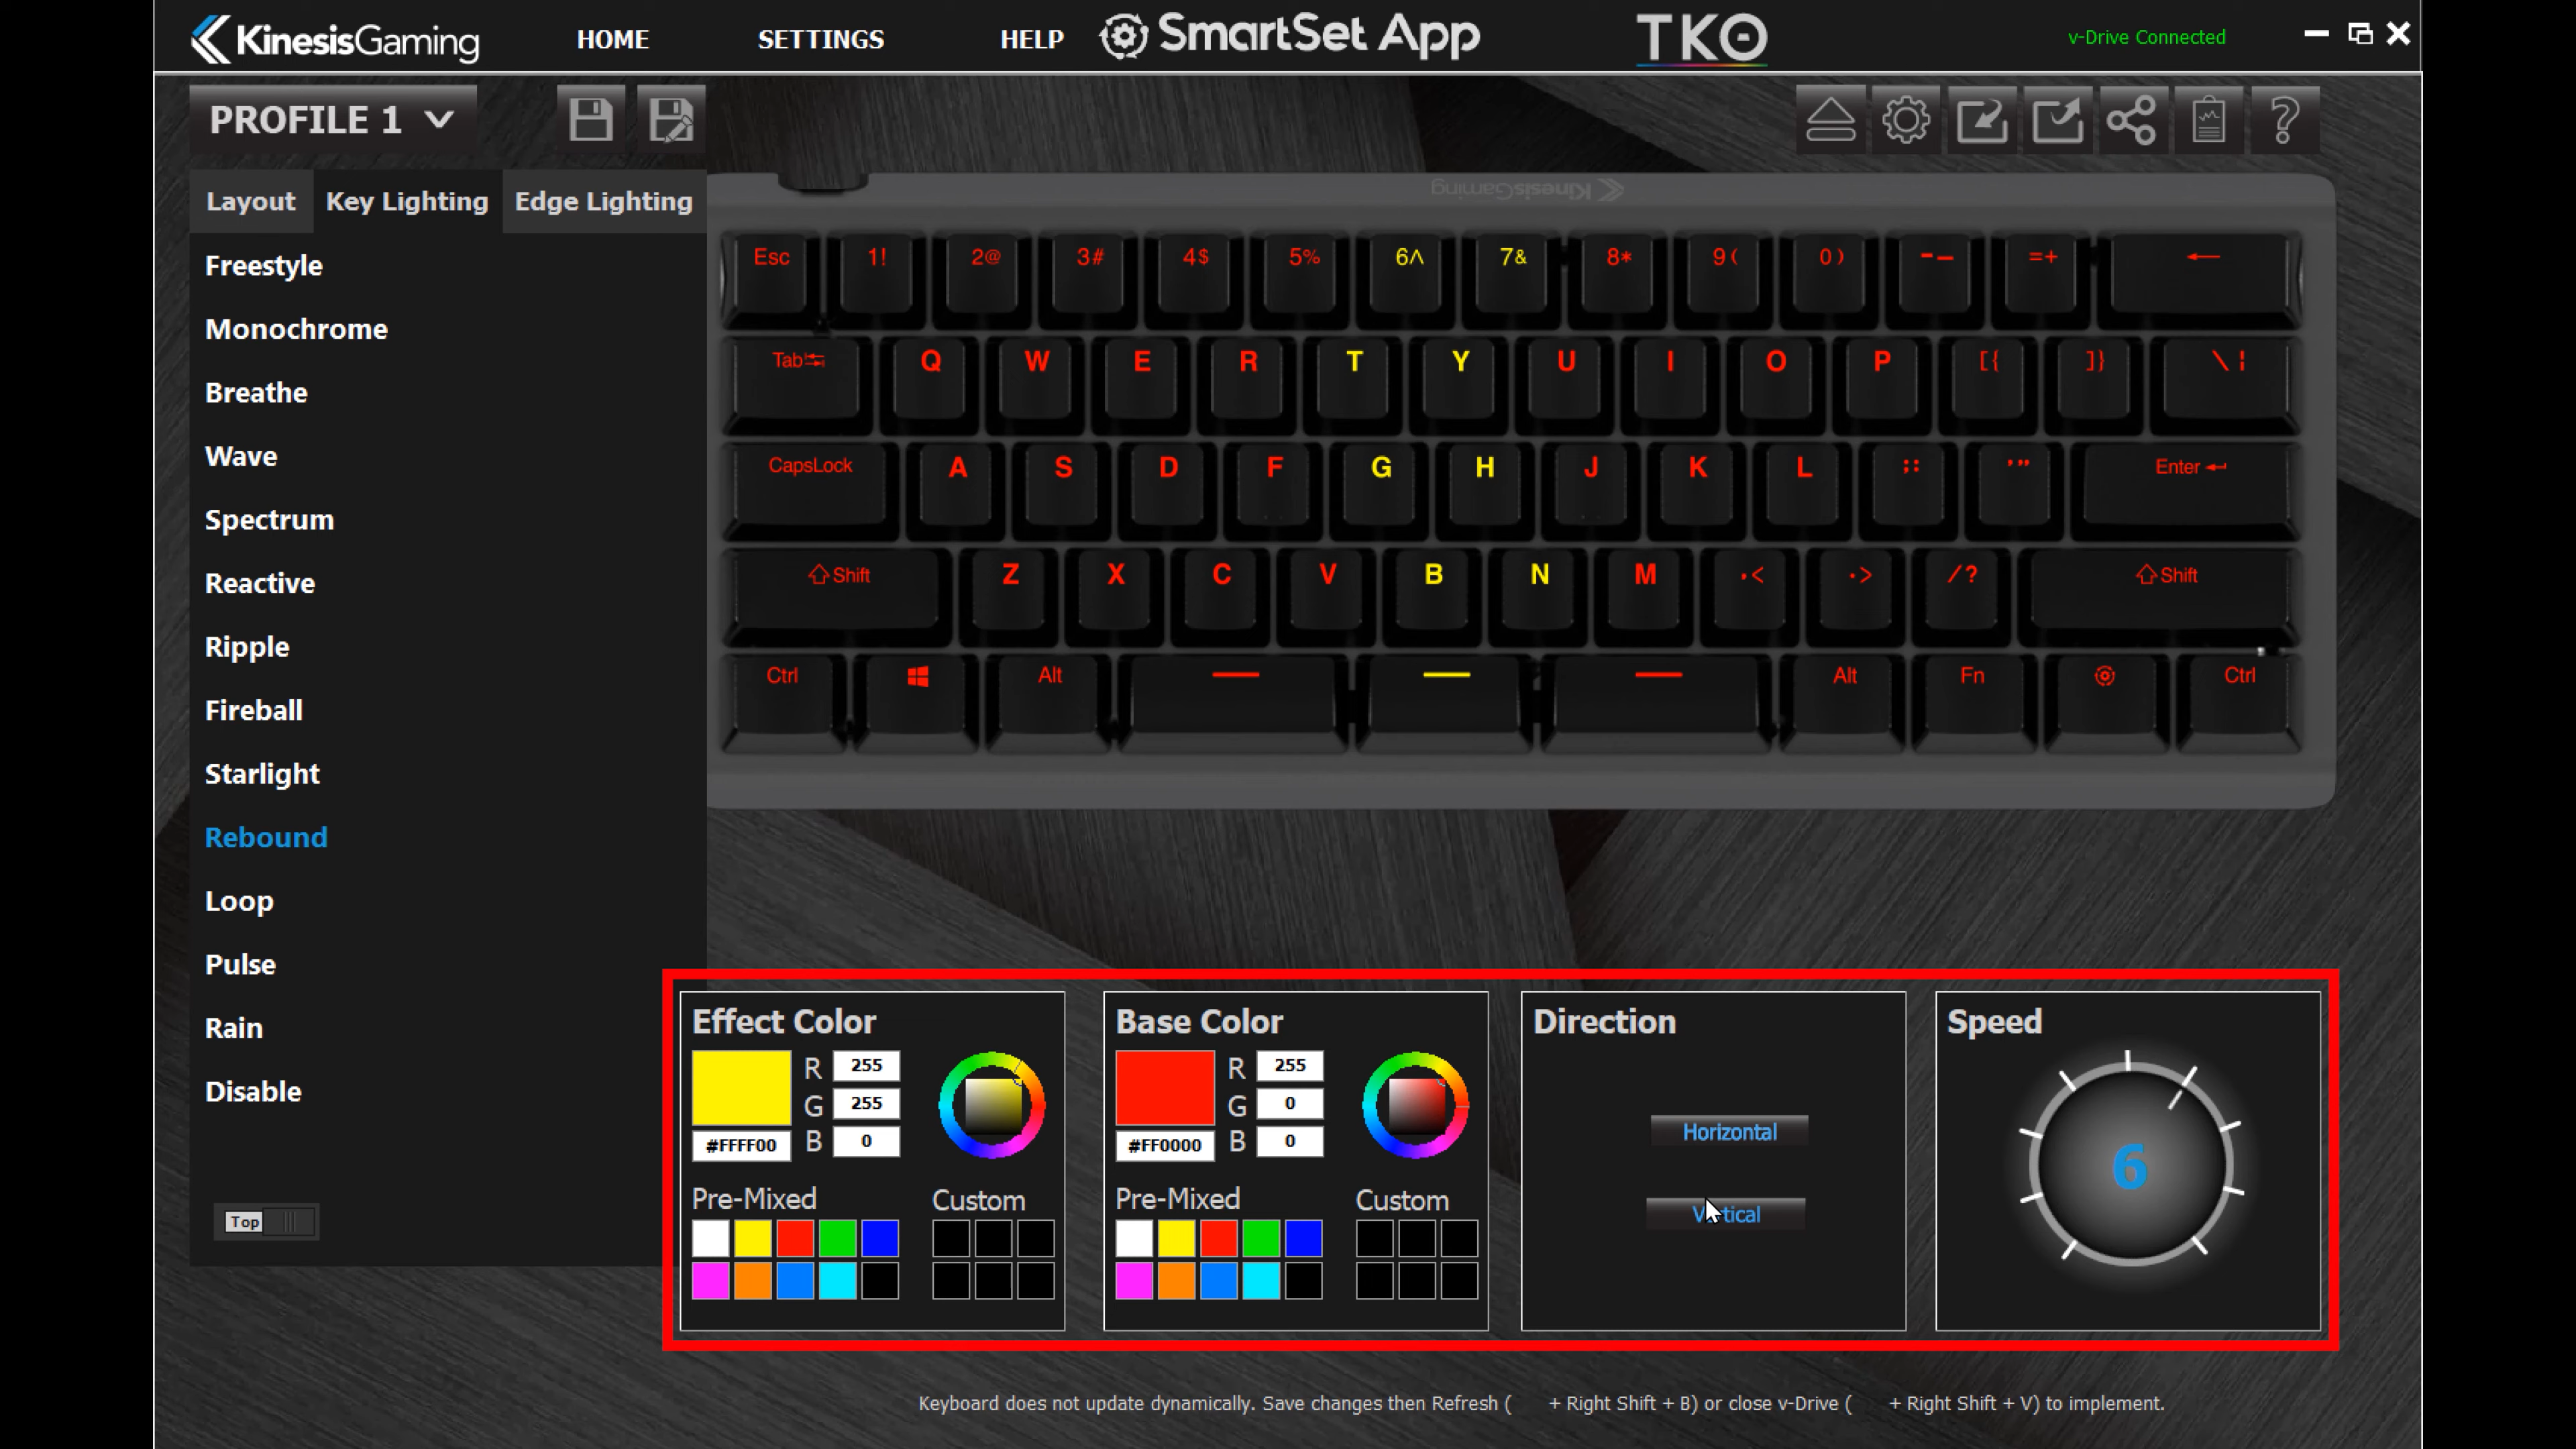 KinesisGaming HOME SETTINGS HELP SmartSet App TKO v-Drive Connected
PROFILE 1
Layout Key Lighting Edge Lighting
KinesisGaming
Freestyle
Monochrome
Breathe
Wave
Spectrum
Reactive
Ripple
Fireball
Starlight
Rebound
Loop
Pulse
Rain
Disable
Top
Esc 1! 2@ 3# 4$ 5% 6^ 7& 8* 9( 0) -_ =+ ←
Tab Q W E R T Y U I O P [{ ]} \¦
CapsLock A S D F G H J K L ;: '" Enter
Shift Z X C V B N M ,< .> /? Shift
Ctrl Alt Alt Fn Ctrl
Effect Color
R 255
G 255
B 0
#FFFF00
Pre-Mixed Custom
Base Color
R 255
G 0
B 0
#FF0000
Pre-Mixed Custom
Direction
Horizontal
Vertical
Speed
6
Keyboard does not update dynamically. Save changes then Refresh ( + Right Shift + B) or close v-Drive ( + Right Shift + V) to implement.